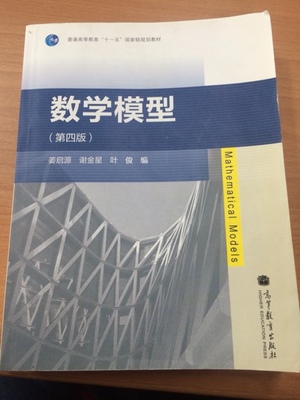 普通高等教育“十一五”国家级规划教材
数学模型
（第四版）
姜启源 谢金星 叶 俊 编
Mathematical Models
高等教育出版社
HIGHER EDUCATION PRESS